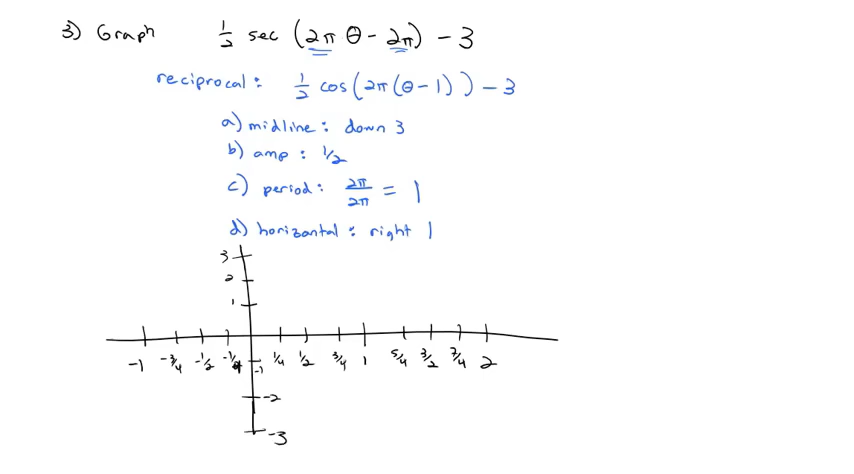 3) Graph ½ sec (2π θ - 2π) - 3
reciprocal: ½ cos(2π(θ-1)) - 3
a) midline: down 3
b) amp: ½
c) period: 2π/2π = 1
d) horizontal: right 1
3
2
1
-1 -3/4 -1/2 -1/4 1/4 1/2 3/4 1 5/4 3/2 7/4 2
-1
-2
-3